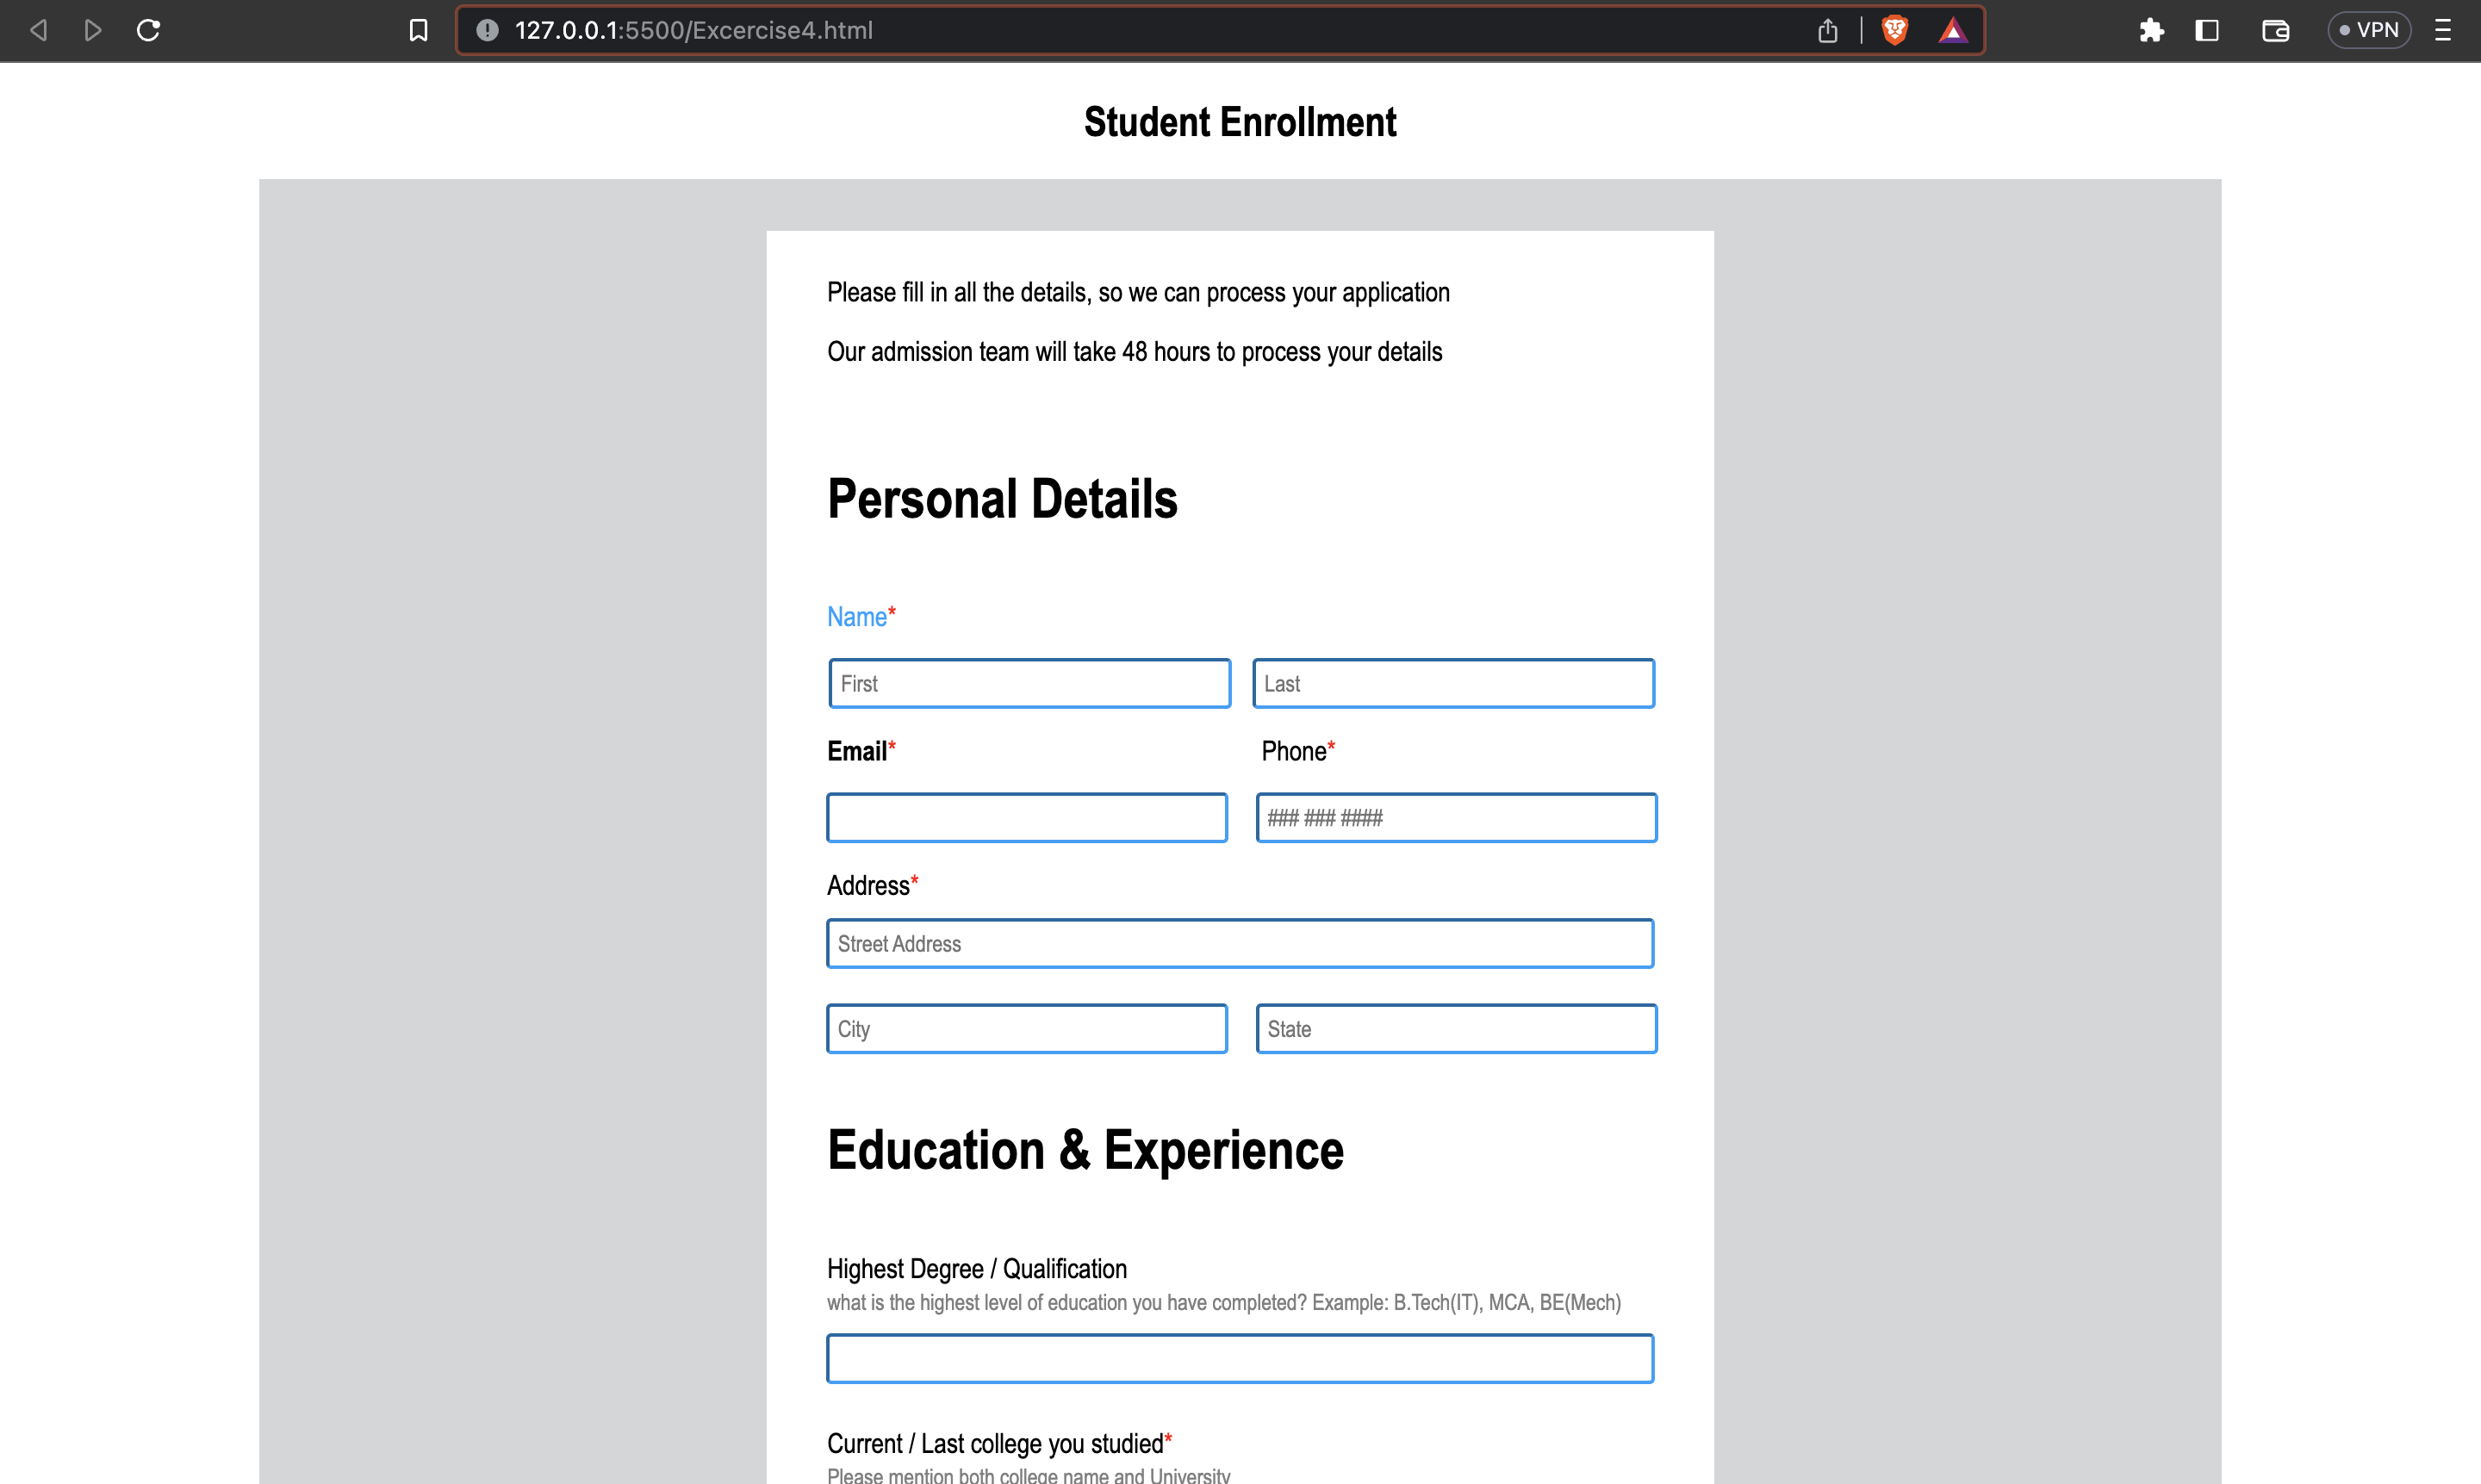 127.0.0.1:5500/Excercise4.html
VPN
Student Enrollment
Please fill in all the details, so we can process your application
Our admission team will take 48 hours to process your details
Personal Details
Name*
First Last
Email* Phone*
### ### ####
Address*
Street Address
City State
Education & Experience
Highest Degree / Qualification
what is the highest level of education you have completed? Example: B.Tech(IT), MCA, BE(Mech)
Current / Last college you studied*
Please mention both college name and University